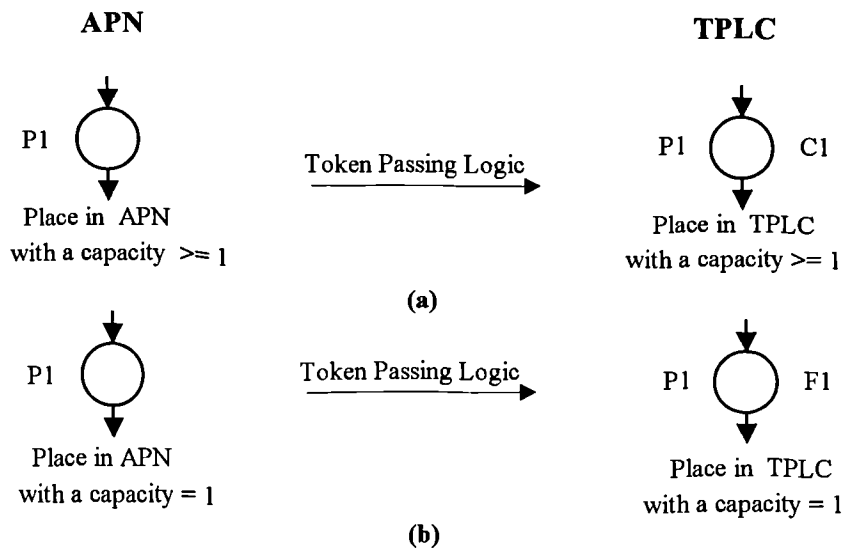 APN TPLC
P1 Token Passing Logic P1 C1
Place in APN Place in TPLC
with a capacity >= 1 with a capacity >= 1
(a)
P1 Token Passing Logic P1 F1
Place in APN Place in TPLC
with a capacity = 1 with a capacity = 1
(b)